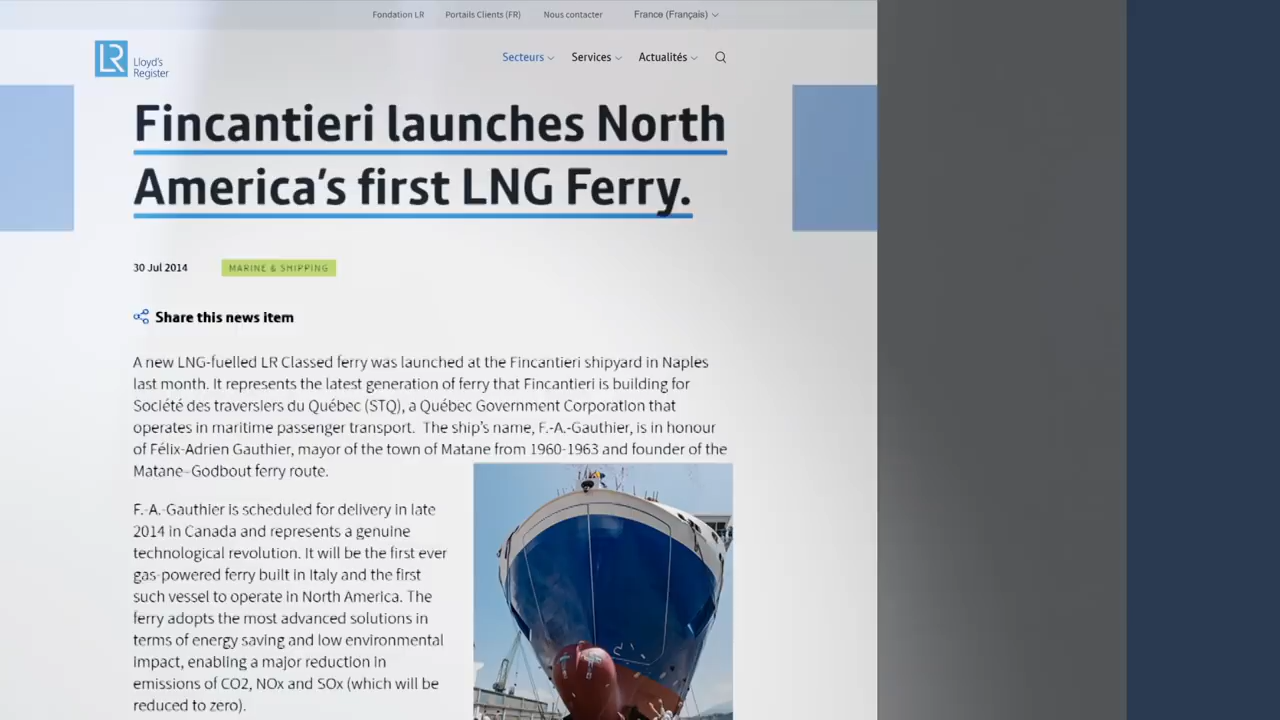 Fondation LR Portails Clients (FR) Nous contacter France (Français)
LR Lloyd's
Register
Secteurs Services Actualités
Fincantieri launches North
America's first LNG Ferry.
30 Jul 2014 MARINE & SHIPPING
Share this news item
A new LNG-fuelled LR Classed ferry was launched at the Fincantieri shipyard in Naples
last month. It represents the latest generation of ferry that Fincantieri is building for
Société des traversiers du Québec (STQ), a Québec Government Corporation that
operates in maritime passenger transport. The ship's name, F.-A.-Gauthier, is in honour
of Félix-Adrien Gauthier, mayor of the town of Matane from 1960-1963 and founder of the
Matane–Godbout ferry route.
F.-A.-Gauthier is scheduled for delivery in late
2014 in Canada and represents a genuine
technological revolution. It will be the first ever
gas-powered ferry built in Italy and the first
such vessel to operate in North America. The
ferry adopts the most advanced solutions in
terms of energy saving and low environmental
impact, enabling a major reduction in
emissions of CO2, NOx and SOx (which will be
reduced to zero).